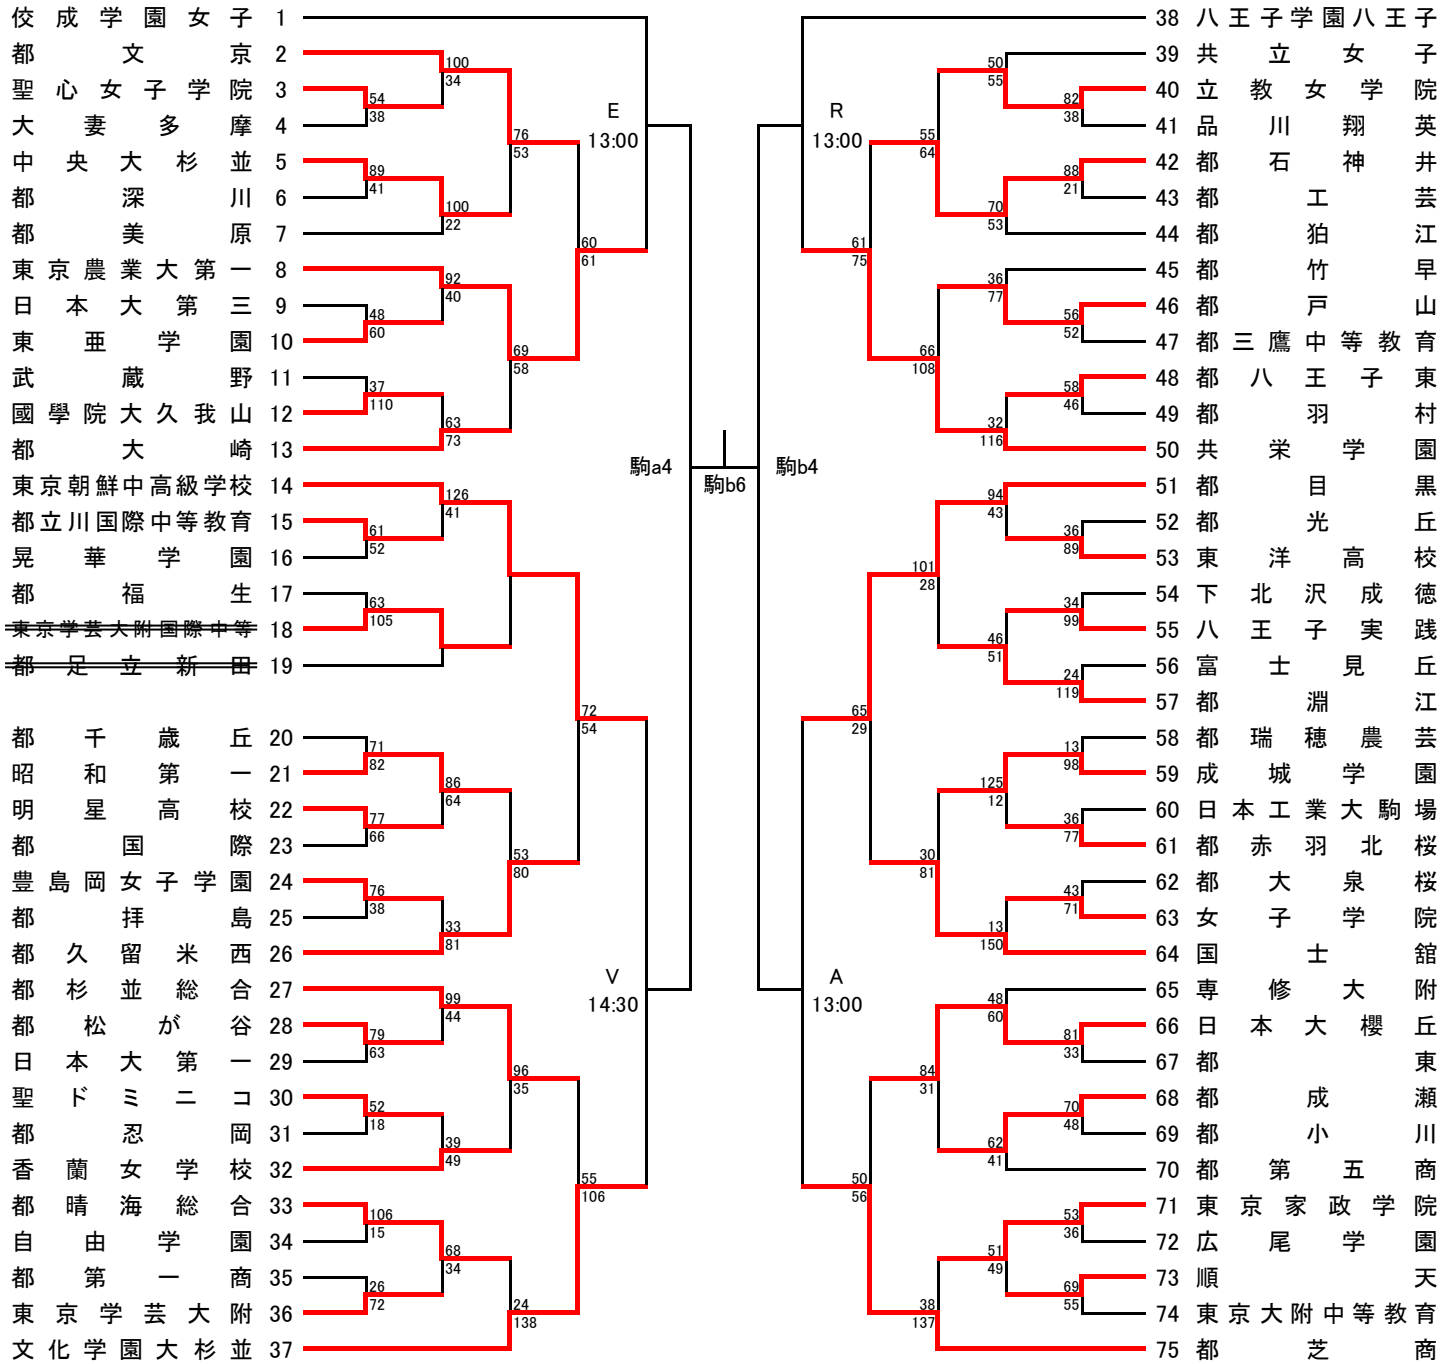 佼成学園女子 1
都文京 2
聖心女子学院 3
大妻多摩 4
中央大杉並 5
都深川 6
都美原 7
東京農業大第一 8
日本大第三 9
東亜学園 10
武蔵野 11
國學院大久我山 12
都大崎 13
東京朝鮮中高級学校 14
都立川国際中等教育 15
晃華学園 16
都福生 17
東京学芸大附国際中等 18
都足立新田 19
都千歳丘 20
昭和第一 21
明星高校 22
都国際 23
豊島岡女子学園 24
都拝島 25
都久留米西 26
都杉並総合 27
都松が谷 28
日本大第一 29
聖ドミニコ 30
都忍岡 31
香蘭女学校 32
都晴海総合 33
自由学園 34
都第一商 35
東京学芸大附 36
文化学園大杉並 37
54
38
89
41
48
60
37
110
61
52
63
105
71
82
77
66
76
38
79
63
52
18
106
15
26
72
100
34
100
22
92
40
63
73
126
41
86
64
33
81
99
44
39
49
68
34
76
53
69
58
53
80
96
35
24
138
60
61
72
54
55
106
E
13:00
V
14:30
駒a4
駒b6
駒b4
R
13:00
A
13:00
61
75
65
29
50
56
55
64
66
108
101
28
30
81
84
31
38
137
50
55
70
53
36
77
32
116
94
43
46
51
125
12
13
150
48
60
62
41
51
49
82
38
88
21
56
52
58
46
36
89
34
99
24
119
13
98
36
77
43
71
81
33
70
48
53
36
69
55
38 八王子学園八王子
39 共立女子
40 立教女学院
41 品川翔英
42 都石神井
43 都工芸
44 都狛江
45 都竹早
46 都戸山
47 都三鷹中等教育
48 都八王子東
49 都羽村
50 共栄学園
51 都目黒
52 都光丘
53 東洋高校
54 下北沢成徳
55 八王子実践
56 富士見丘
57 都淵江
58 都瑞穂農芸
59 成城学園
60 日本工業大駒場
61 都赤羽北桜
62 都大泉桜
63 女子学院
64 国士舘
65 専修大附
66 日本大櫻丘
67 都東
68 都成瀬
69 都小川
70 都第五商
71 東京家政学院
72 広尾学園
73 順天
74 東京大附中等教育
75 都芝商